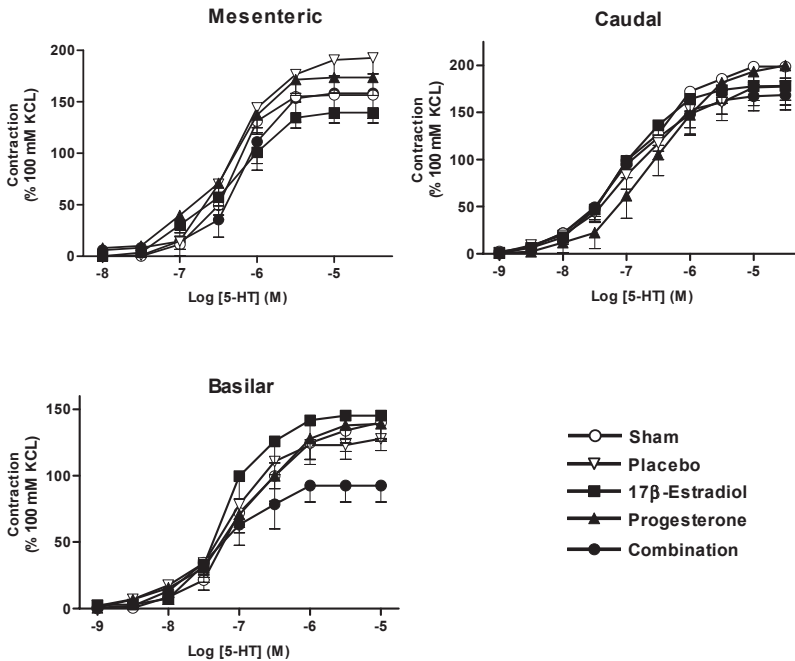 Mesenteric
Contraction
(% 100 mM KCL)
200
150
100
50
0
-8
-7
-6
-5
Log [5-HT] (M)
Caudal
Contraction
(% 100 mM KCL)
200
150
100
50
0
-9
-8
-7
-6
-5
Log [5-HT] (M)
Basilar
Contraction
(% 100 mM KCL)
150
100
50
0
-9
-8
-7
-6
-5
Log [5-HT] (M)
Sham
Placebo
17β-Estradiol
Progesterone
Combination